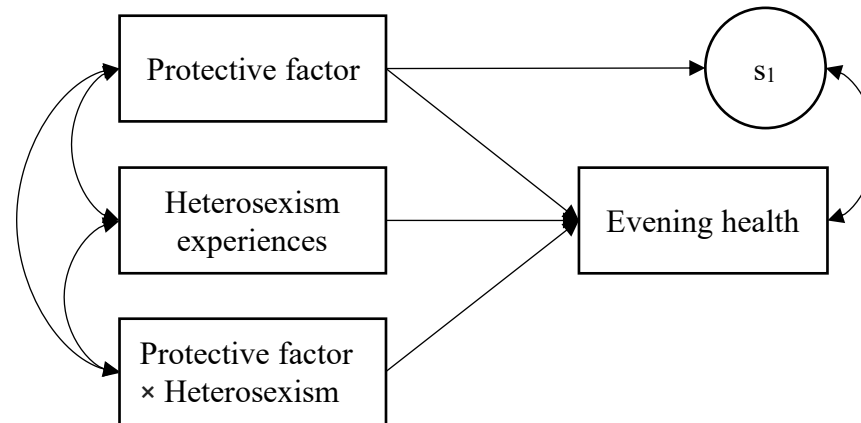 Protective factor
s₁
Heterosexism
experiences
Evening health
Protective factor
× Heterosexism